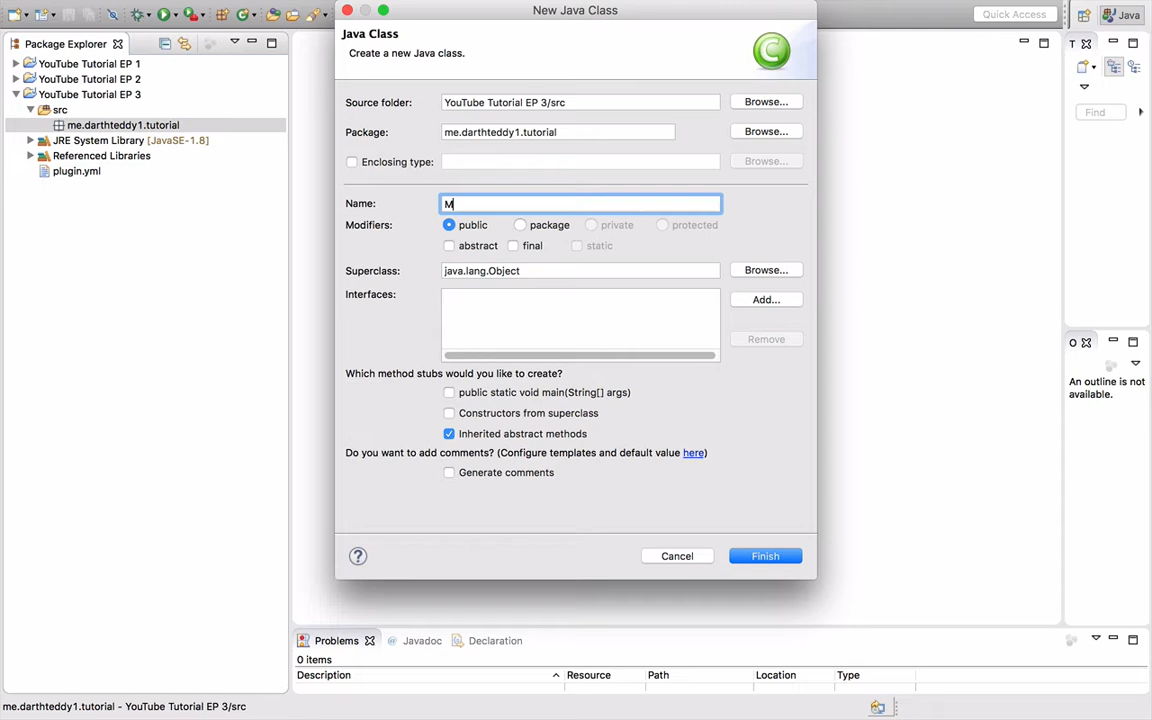 New Java Class
Quick Access
Java
Package Explorer
Java Class
Create a new Java class.
T
YouTube Tutorial EP 1
YouTube Tutorial EP 2
YouTube Tutorial EP 3
src
me.darthteddy1.tutorial
JRE System Library [JavaSE-1.8]
Referenced Libraries
plugin.yml
Source folder: YouTube Tutorial EP 3/src Browse...
Package: me.darthteddy1.tutorial Browse...
Enclosing type: Browse...
Name: M
Modifiers: public package private protected
abstract final static
Superclass: java.lang.Object Browse...
Interfaces: Add...
Remove
Which method stubs would you like to create?
public static void main(String[] args)
Constructors from superclass
Inherited abstract methods
Do you want to add comments? (Configure templates and default value here)
Generate comments
? Cancel Finish
Find
O
An outline is not
available.
Problems Javadoc Declaration
0 items
Description Resource Path Location Type
me.darthteddy1.tutorial - YouTube Tutorial EP 3/src